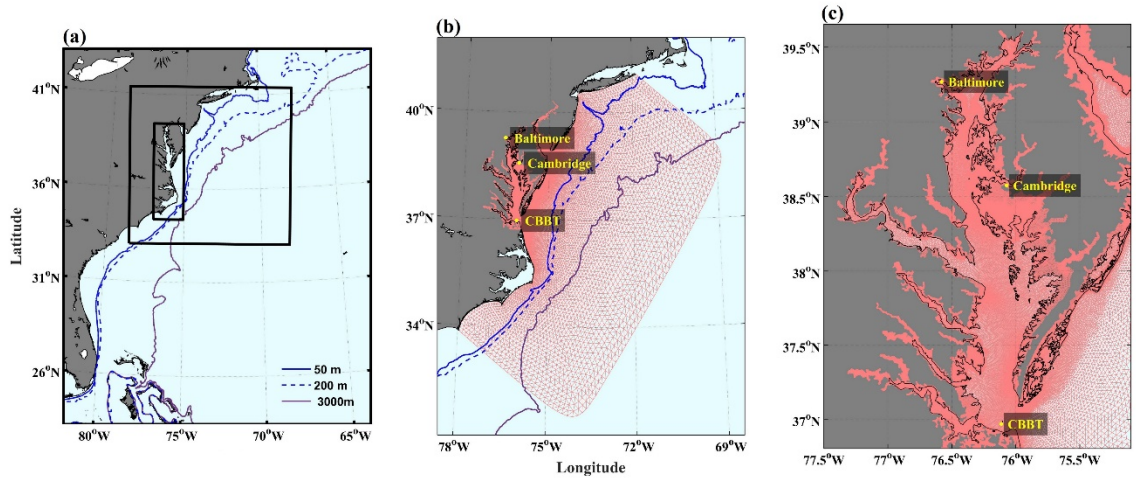 (a)
41°N
36°N
31°N
26°N
80°W
75°W
70°W
65°W
50 m
200 m
3000m
Latitude
(b)
40°N
37°N
34°N
78°W
75°W
72°W
69°W
Baltimore
Cambridge
CBBT
Longitude
(c)
39.5°N
39°N
38.5°N
38°N
37.5°N
37°N
77.5°W
77°W
76.5°W
76°W
75.5°W
Baltimore
Cambridge
CBBT